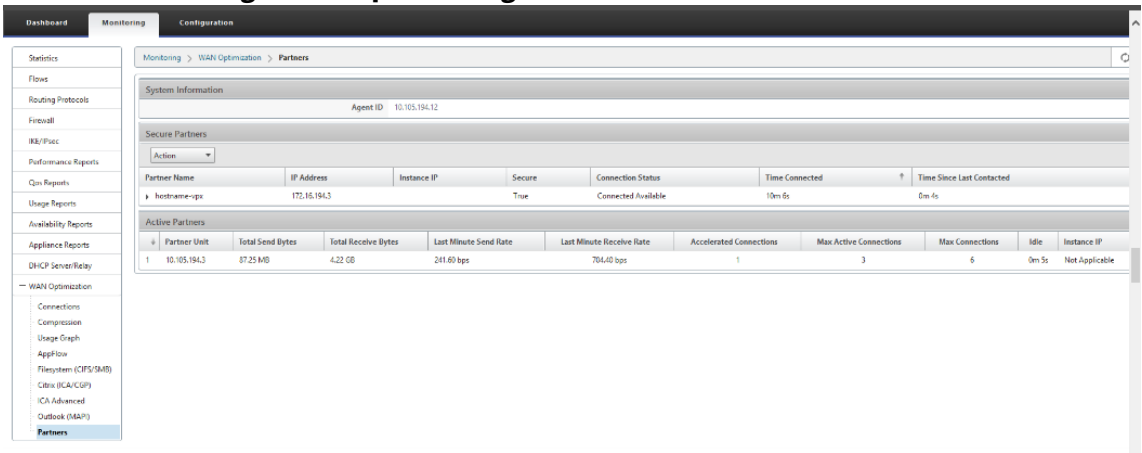 Dashboard Monitoring Configuration
Monitoring > WAN Optimization > Partners
Statistics
Flows
Routing Protocols
Firewall
IKE/IPsec
Performance Reports
Qos Reports
Usage Reports
Availability Reports
Appliance Reports
DHCP Server/Relay
WAN Optimization
Connections
Compression
Usage Graph
AppFlow
Filesystem (CIFS/SMB)
Citrix (ICA/CGP)
ICA Advanced
Outlook (MAPI)
Partners
System Information
Agent ID 10.105.194.12
Secure Partners
Action
Partner Name IP Address Instance IP Secure Connection Status Time Connected Time Since Last Contacted
hostname-vpx 172.16.194.3 True Connected Available 10m 6s 0m 4s
Active Partners
Partner Unit Total Send Bytes Total Receive Bytes Last Minute Send Rate Last Minute Receive Rate Accelerated Connections Max Active Connections Max Connections Idle Instance IP
1 10.105.194.3 87.25 MB 4.22 GB 241.60 bps 704.40 bps 1 3 6 0m 5s Not Applicable